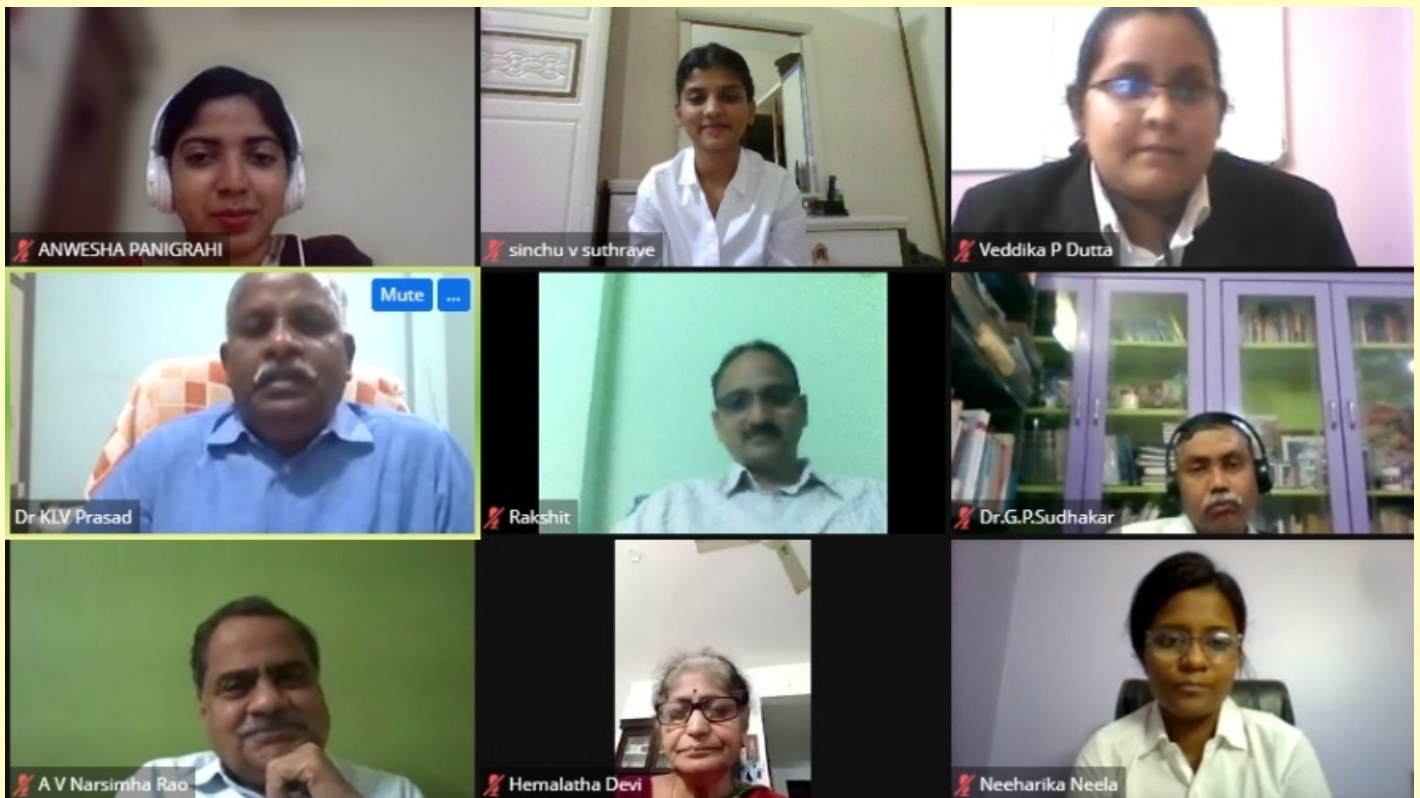 ANWESHA PANIGRAHI
sinchu v suthrave
Veddika P Dutta
Mute ...
Dr KLV Prasad
Rakshit
Dr.G.P.Sudhakar
A V Narsimha Rao
Hemalatha Devi
Neeharika Neela